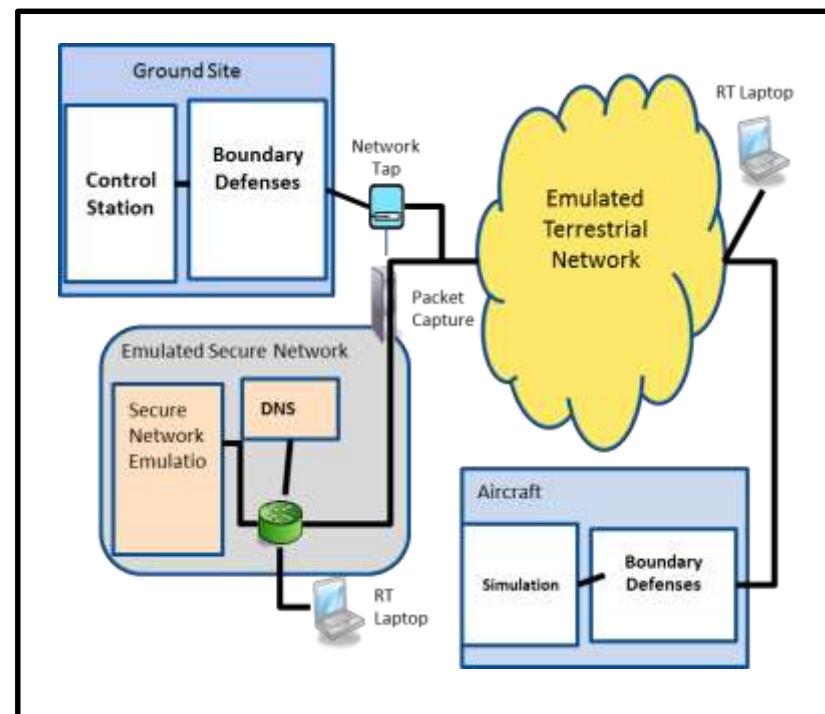 Ground Site
Control
Station
Boundary
Defenses
Network
Tap
RT Laptop
Emulated
Terrestrial
Network
Packet
Capture
Emulated Secure Network
Secure
Network
Emulatio
DNS
RT
Laptop
Aircraft
Simulation
Boundary
Defenses